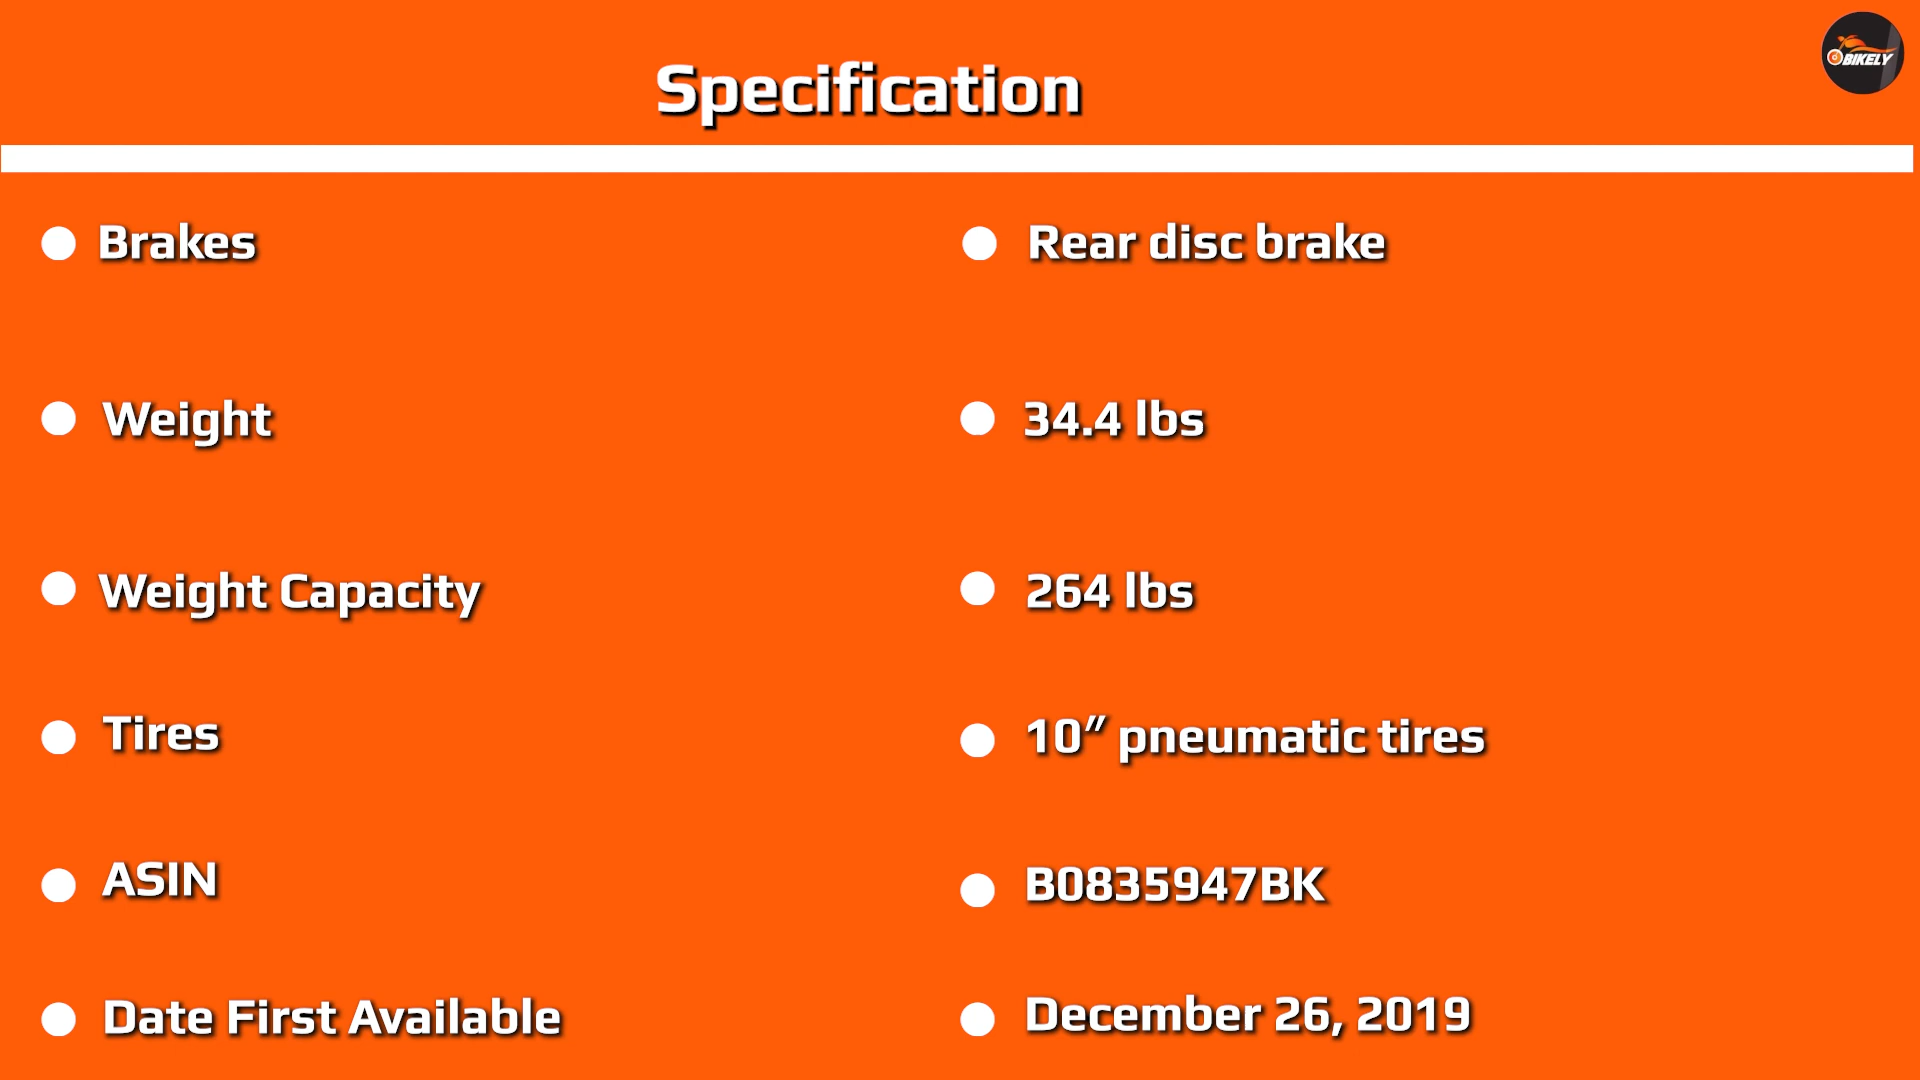 BIKELY
Specification
Brakes
Rear disc brake
Weight
34.4 lbs
Weight Capacity
264 lbs
Tires
10” pneumatic tires
ASIN
B0835947BK
Date First Available
December 26, 2019